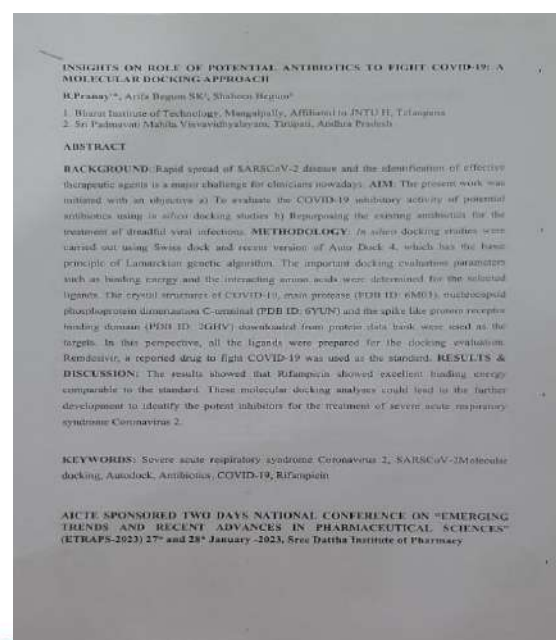 INSIGHTS ON ROLE OF POTENTIAL ANTIBIOTICS TO FIGHT COVID-19: A
MOLECULAR DOCKING APPROACH
B.Pranay¹*, Arifa Begum SK², Shaheen Begum²
1. Bharat Institute of Technology, Mangalpally, Affiliated to JNTU H, Telangana
2. Sri Padmavati Mahila Visvavidhyalayam, Tirupati, Andhra Pradesh
ABSTRACT
BACKGROUND: Rapid spread of SARSCoV-2 disease and the identification of effective
therapeutic agents is a major challenge for clinicians nowadays. AIM: The present work was
initiated with an objective a) To evaluate the COVID-19 inhibitory activity of potential
antibiotics using in silico docking studies b) Repurposing the existing antibiotics for the
treatment of dreadful viral infections. METHODOLOGY: In silico docking studies were
carried out using Swiss dock and recent version of Auto Dock 4, which has the basic
principle of Lamarckian genetic algorithm. The important docking evaluation parameters
such as binding energy and the interacting amino acids were determined for the selected
ligands. The crystal structures of COVID-19, main protease (PDB ID: 6M03), nucleocapsid
phosphoprotein dimerization C-terminal (PDB ID: 6YUN) and the spike like protein receptor
binding domain (PDB ID: 2GHV) downloaded from protein data bank were used as the
targets. In this perspective, all the ligands were prepared for the docking evaluation.
Remdesivir, a reported drug to fight COVID-19 was used as the standard. RESULTS &
DISCUSSION: The results showed that Rifampicin showed excellent binding energy
comparable to the standard. These molecular docking analyses could lead to the further
development to identify the potent inhibitors for the treatment of severe acute respiratory
syndrome Coronavirus 2.
KEYWORDS: Severe acute respiratory syndrome Coronavirus 2, SARSCoV-2Molecular
docking, Autodock, Antibiotics, COVID-19, Rifampicin
AICTE SPONSORED TWO DAYS NATIONAL CONFERENCE ON "EMERGING
TRENDS AND RECENT ADVANCES IN PHARMACEUTICAL SCIENCES"
(ETRAPS-2023) 27ᵗʰ and 28ᵗʰ January -2023, Sree Dattha Institute of Pharmacy